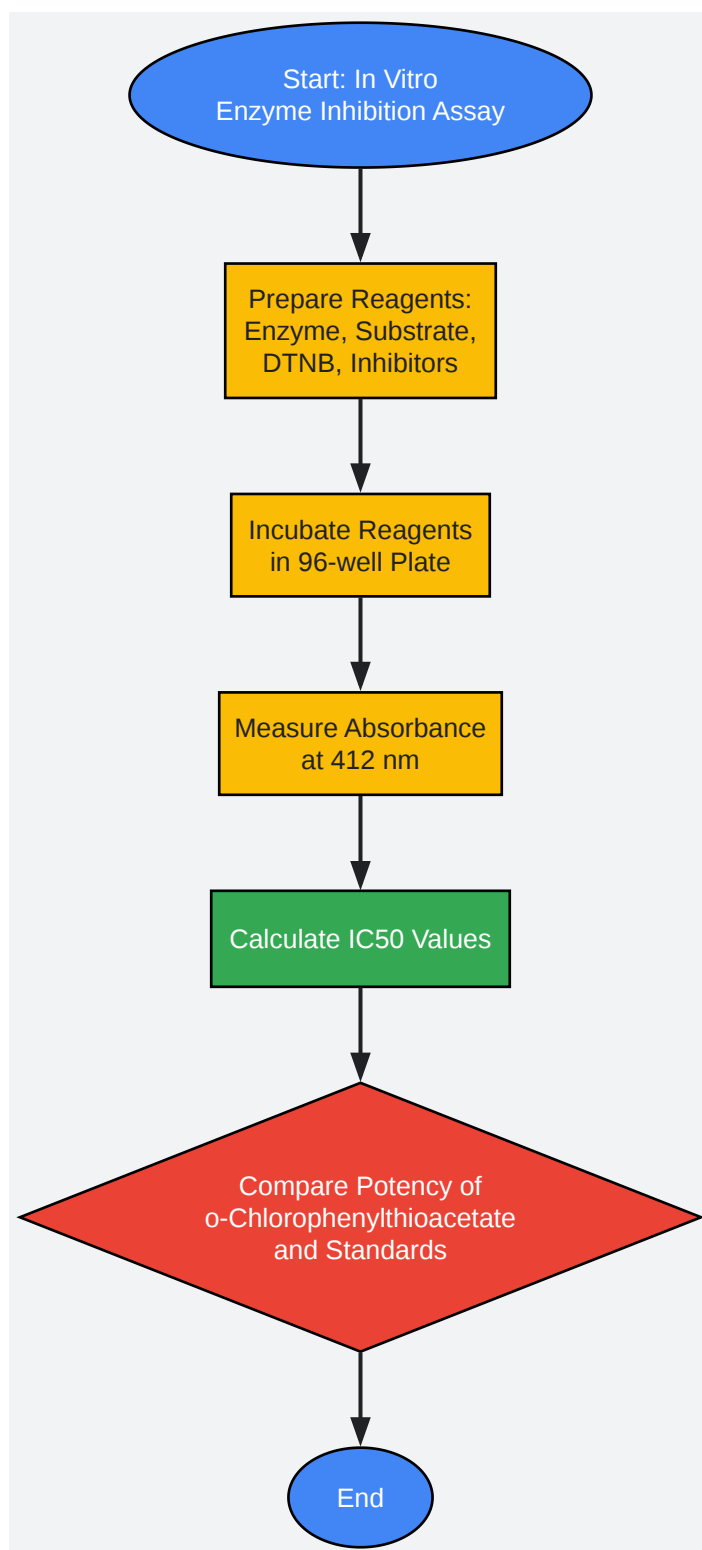 Start: In Vitro
Enzyme Inhibition Assay
Prepare Reagents:
Enzyme, Substrate,
DTNB, Inhibitors
Incubate Reagents
in 96-well Plate
Measure Absorbance
at 412 nm
Calculate IC50 Values
Compare Potency of
o-Chlorophenylthioacetate
and Standards
End